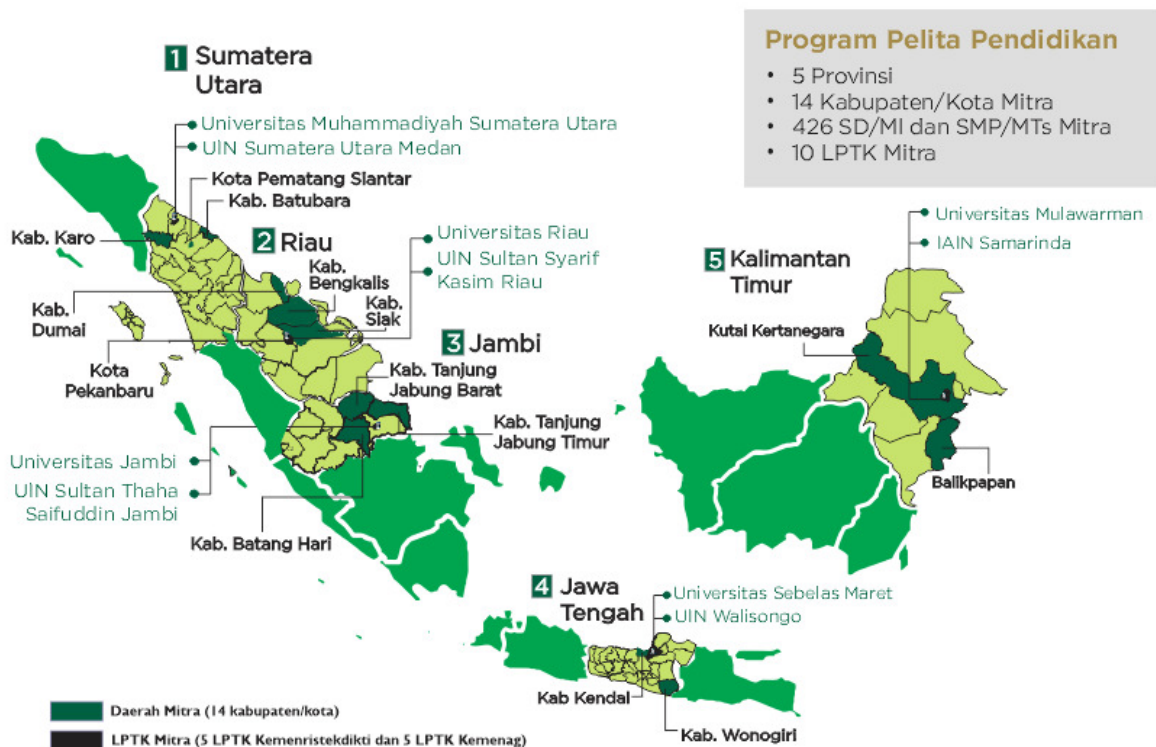 Program Pelita Pendidikan
• 5 Provinsi
• 14 Kabupaten/Kota Mitra
• 426 SD/MI dan SMP/MTs Mitra
• 10 LPTK Mitra
1 Sumatera
Utara
Universitas Muhammadiyah Sumatera Utara
UIN Sumatera Utara Medan
Kota Pematang Siantar
Kab. Batubara
Kab. Karo
2 Riau
Universitas Riau
UIN Sultan Syarif
Kasim Riau
Kab.
Bengkalis
Kab.
Siak
Kab.
Dumai
Kota
Pekanbaru
3 Jambi
Kab. Tanjung
Jabung Barat
Kab. Tanjung
Jabung Timur
Universitas Jambi
UIN Sultan Thaha
Saifuddin Jambi
Kab. Batang Hari
5 Kalimantan
Timur
Universitas Mulawarman
IAIN Samarinda
Kutai Kertanegara
Balikpapan
4 Jawa
Tengah
Universitas Sebelas Maret
UIN Walisongo
Kab Kendal
Kab. Wonogiri
Daerah Mitra (14 kabupaten/kota)
LPTK Mitra (5 LPTK Kemenristekdikti dan 5 LPTK Kemenag)